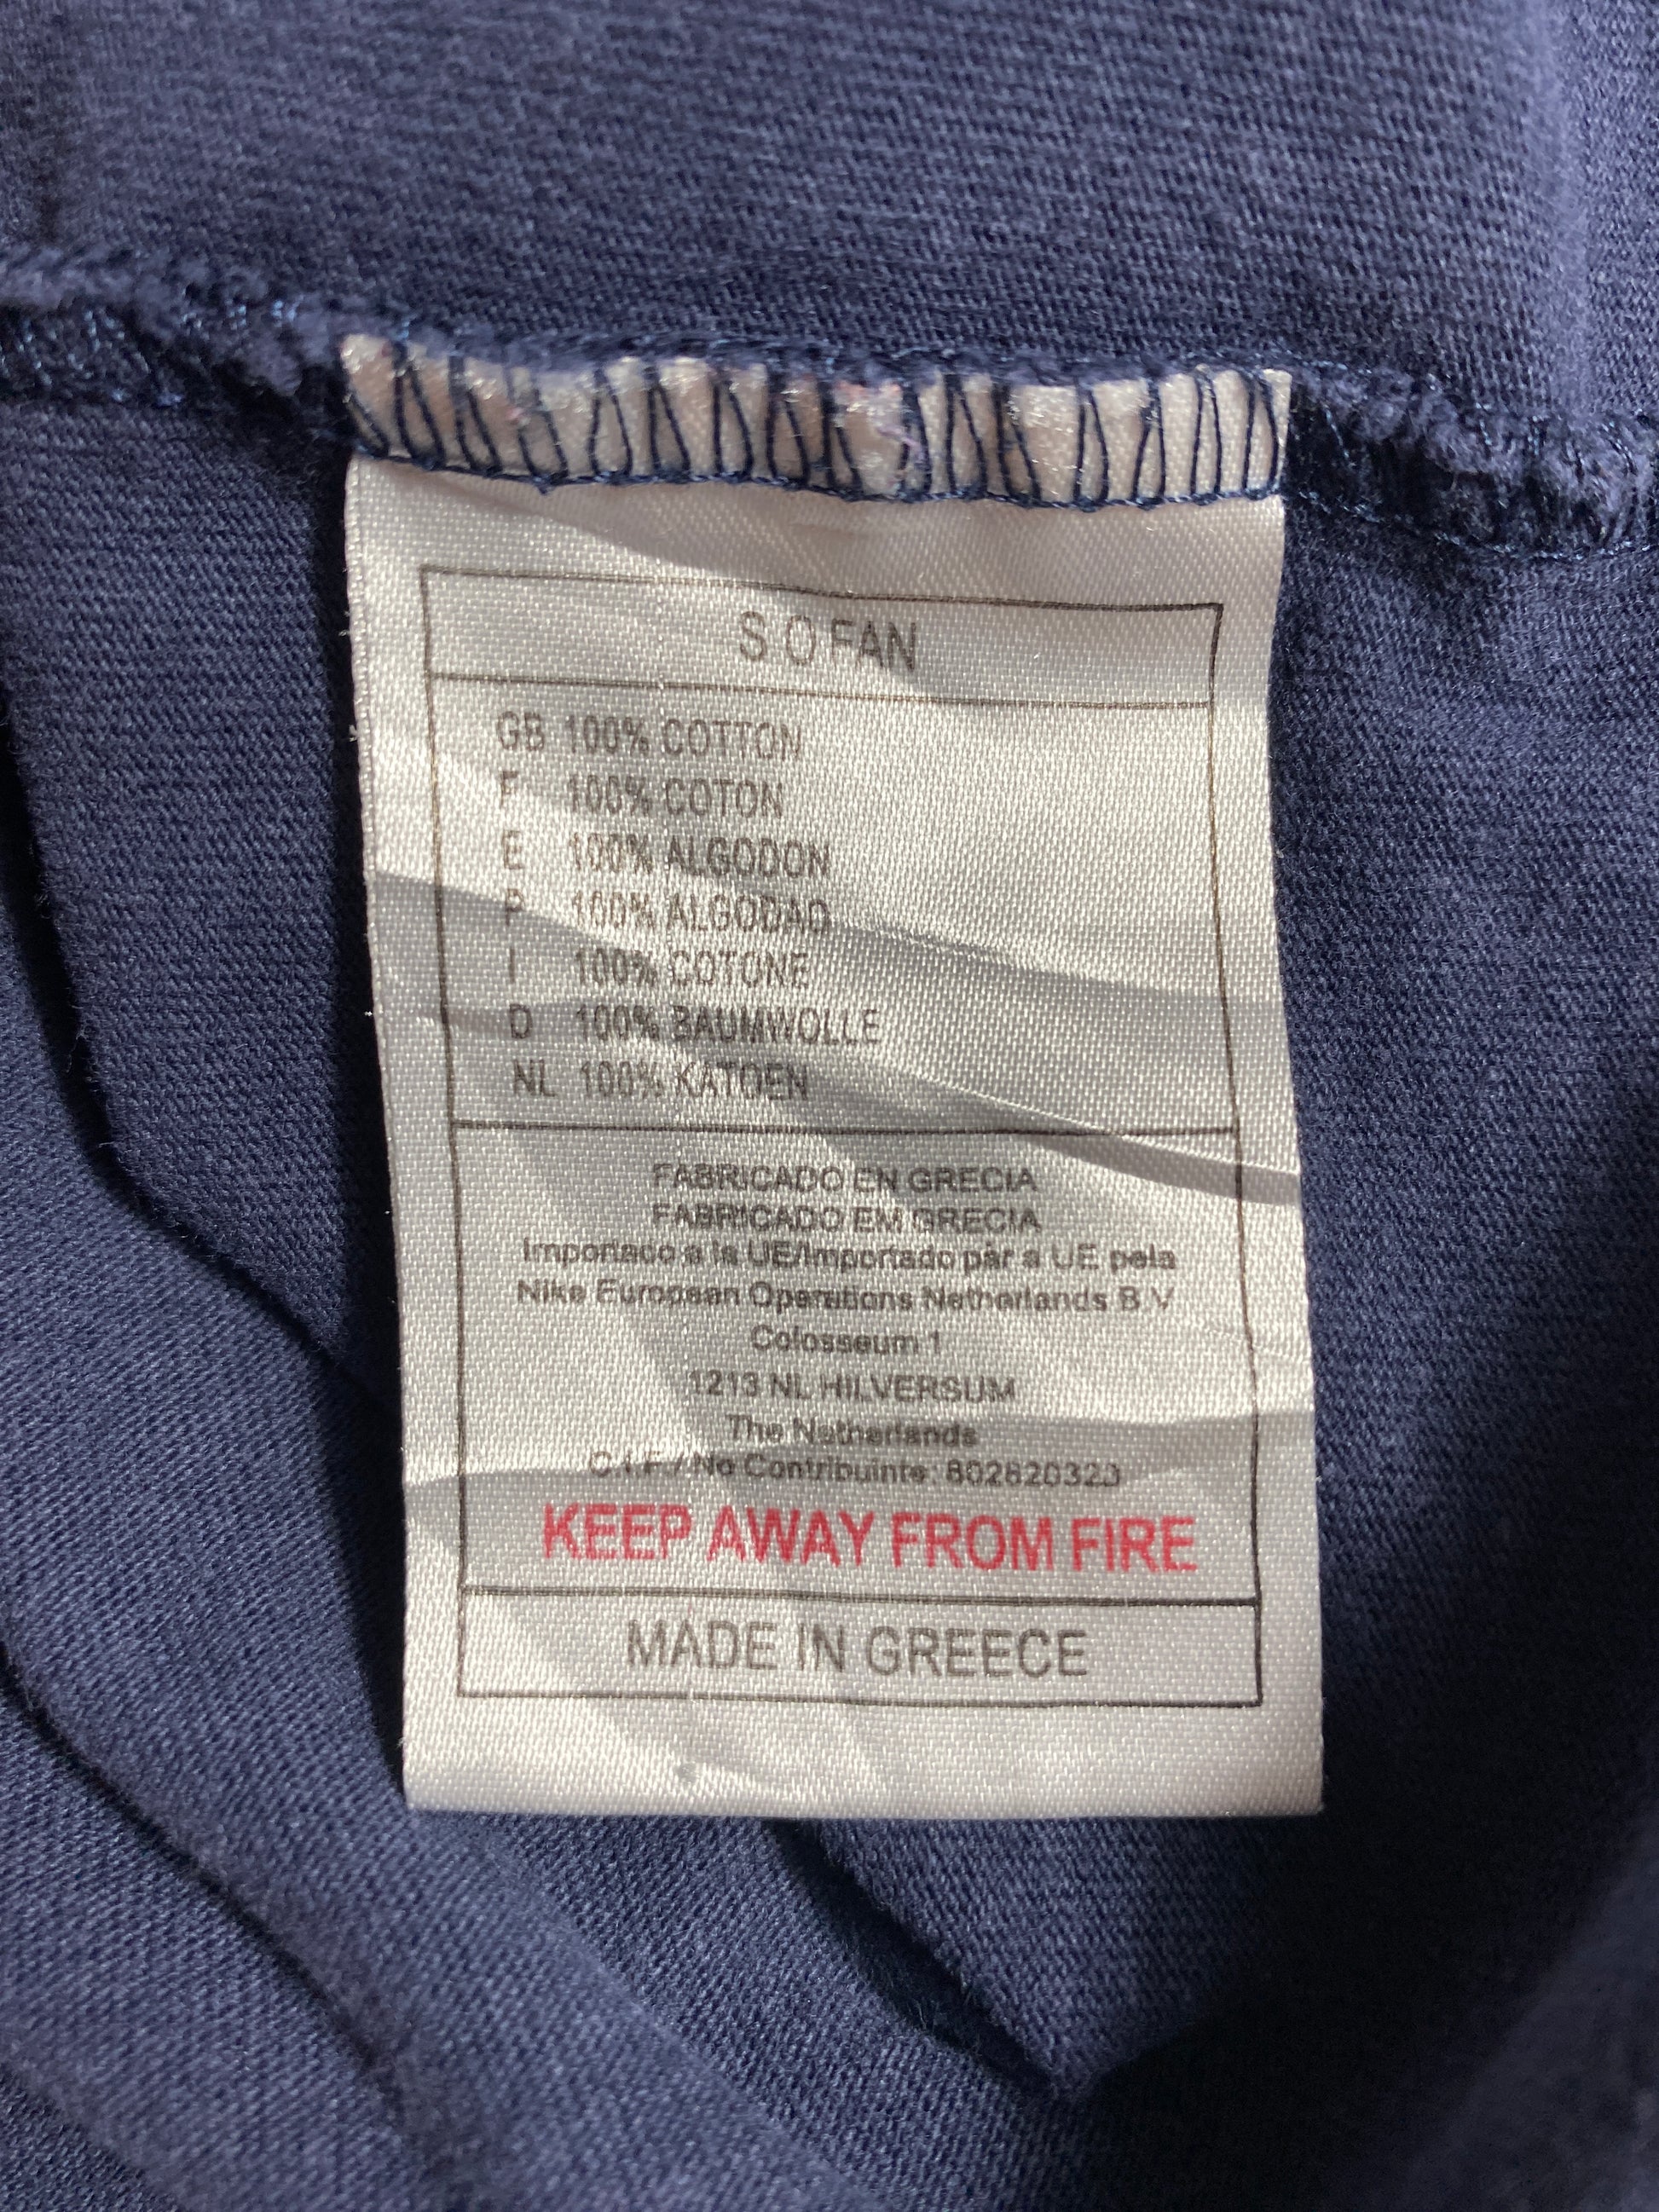 S.O FAN
GB 100% COTTON
F 100% COTON
E 100% ALGODON
P 100% ALGODAO
I 100% COTONE
D 100% BAUMWOLLE
NL 100% KATOEN
FABRICADO EN GRECIA
FABRICADO EM GRECIA
Importado a la UE/Importado par a UE pela
Nike European Operations Netherlands B.V
Colosseum 1
1213 NL HILVERSUM
The Netherlands
C.I.F./No Contribuinte: 802820323
KEEP AWAY FROM FIRE
MADE IN GREECE